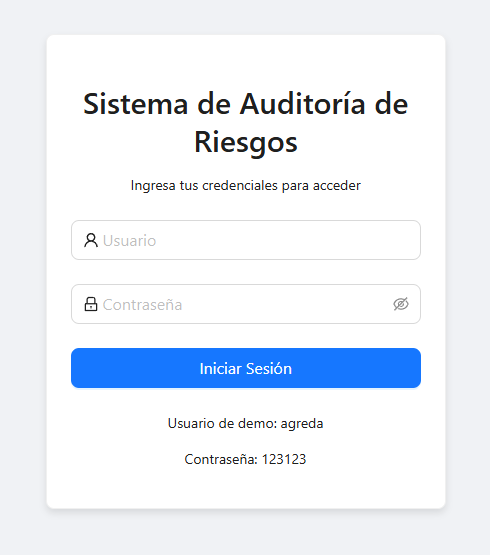 Sistema de Auditoría de
Riesgos
Ingresa tus credenciales para acceder
Usuario
Contraseña
Iniciar Sesión
Usuario de demo: agreda
Contraseña: 123123